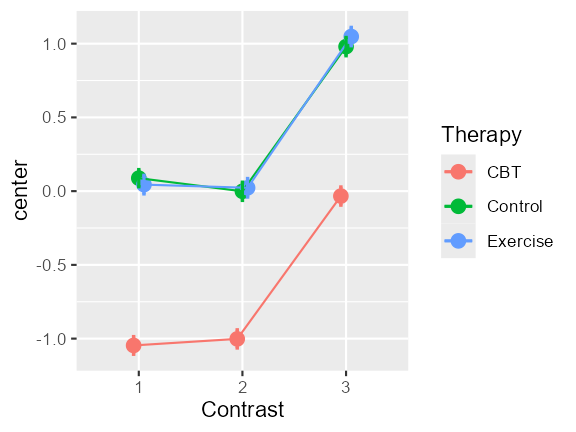 1.0
0.5
0.0
-0.5
-1.0
center
1
2
3
Contrast
Therapy
CBT
Control
Exercise